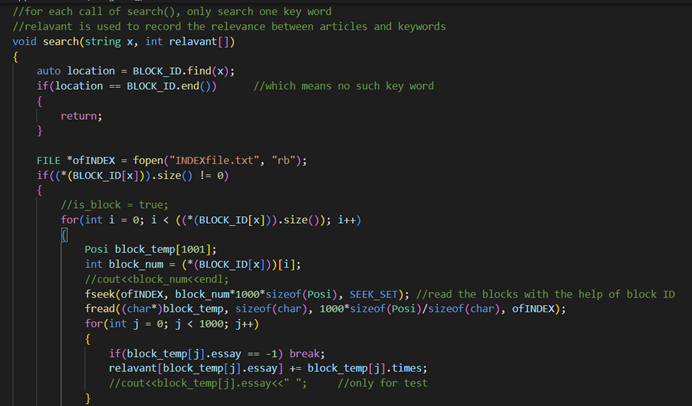 //for each call of search(), only search one key word
//relavant is used to record the relevance between articles and keywords
void search(string x, int relavant[])
{
    auto location = BLOCK_ID.find(x);
    if(location == BLOCK_ID.end())      //which means no such key word
    {
        return;
    }
    FILE *ofINDEX = fopen("INDEXfile.txt", "rb");
    if((*(BLOCK_ID[x])).size() != 0)
    {
        //is_block = true;
        for(int i = 0; i < ((*(BLOCK_ID[x])).size()); i++)
        {
            Posi block_temp[1001];
            int block_num = (*(BLOCK_ID[x]))[i];
            //cout<<block_num<<endl;
            fseek(ofINDEX, block_num*1000*sizeof(Posi), SEEK_SET); //read the blocks with the help of block ID
            fread((char*)block_temp, sizeof(char), 1000*sizeof(Posi)/sizeof(char), ofINDEX);
            for(int j = 0; j < 1000; j++)
            {
                if(block_temp[j].essay == -1) break;
                relavant[block_temp[j].essay] += block_temp[j].times;
                //cout<<block_temp[j].essay<<" ";     //only for test
            }